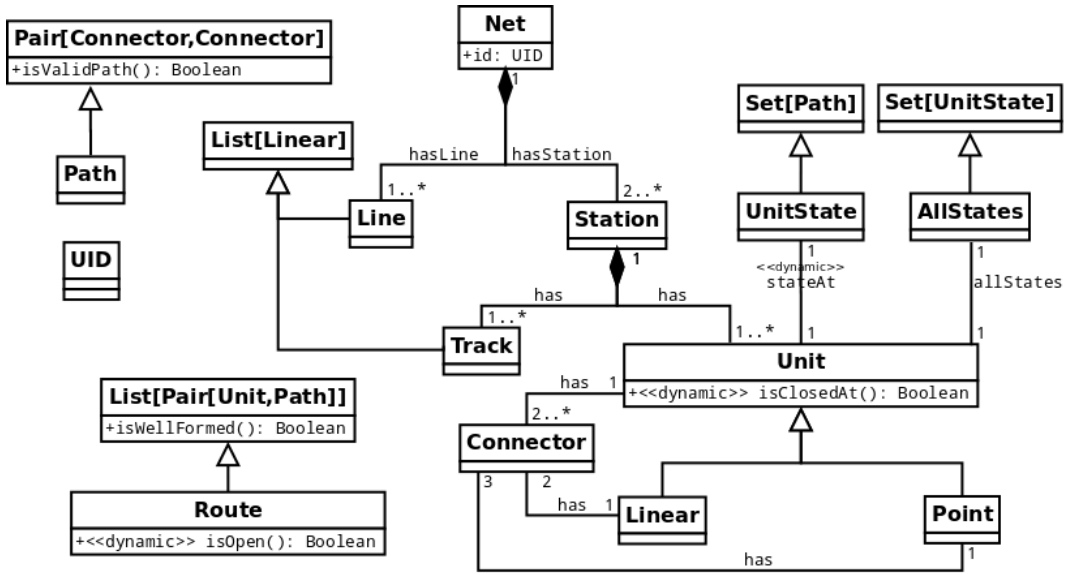 Net
+id: UID
1
Pair[Connector,Connector]
+isValidPath(): Boolean
Path
UID
List[Linear]
hasLine
hasStation
1..*
2..*
Line
Station
1
has
has
1..*
1..*
Track
Set[Path]
Set[UnitState]
UnitState
AllStates
1
<<dynamic>>
stateAt
1
1
allStates
1
Unit
+<<dynamic>> isClosedAt(): Boolean
has
1
2..*
Connector
3
2
has
1
Linear
Point
1
has
List[Pair[Unit,Path]]
+isWellFormed(): Boolean
Route
+<<dynamic>> isOpen(): Boolean